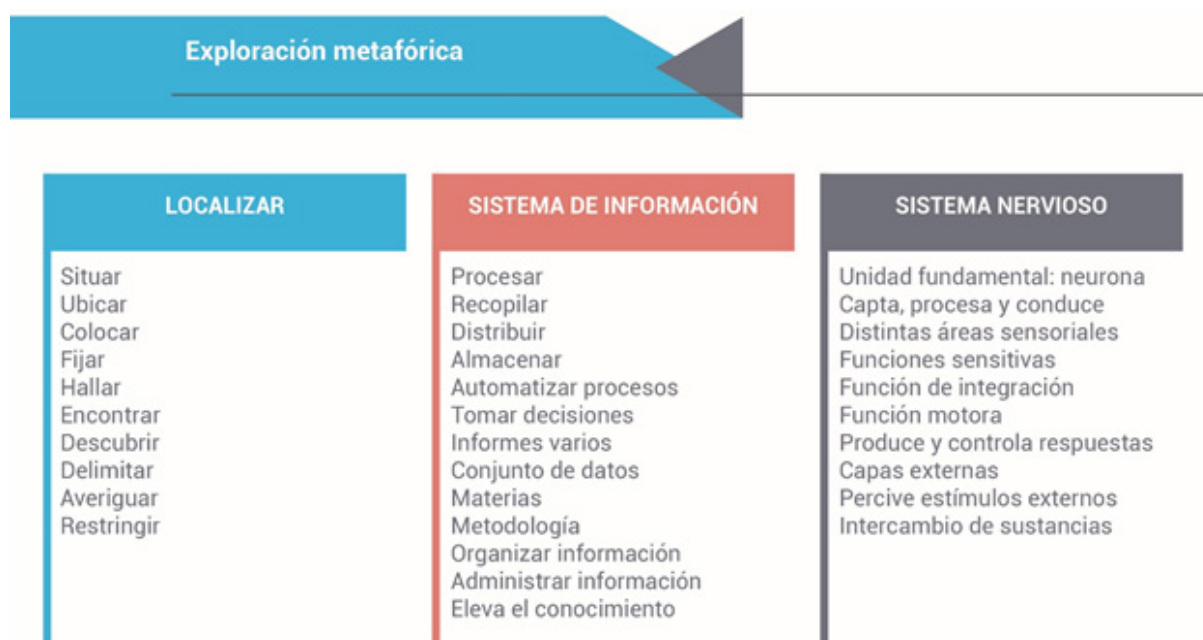 Exploración metafórica
LOCALIZAR
Situar
Ubicar
Colocar
Fijar
Hallar
Encontrar
Descubrir
Delimitar
Averiguar
Restringir
SISTEMA DE INFORMACIÓN
Procesar
Recopilar
Distribuir
Almacenar
Automatizar procesos
Tomar decisiones
Informes varios
Conjunto de datos
Materias
Metodología
Organizar información
Administrar información
Eleva el conocimiento
SISTEMA NERVIOSO
Unidad fundamental: neurona
Capta, procesa y conduce
Distintas áreas sensoriales
Funciones sensitivas
Función de integración
Función motora
Produce y controla respuestas
Capas externas
Percive estímulos externos
Intercambio de sustancias